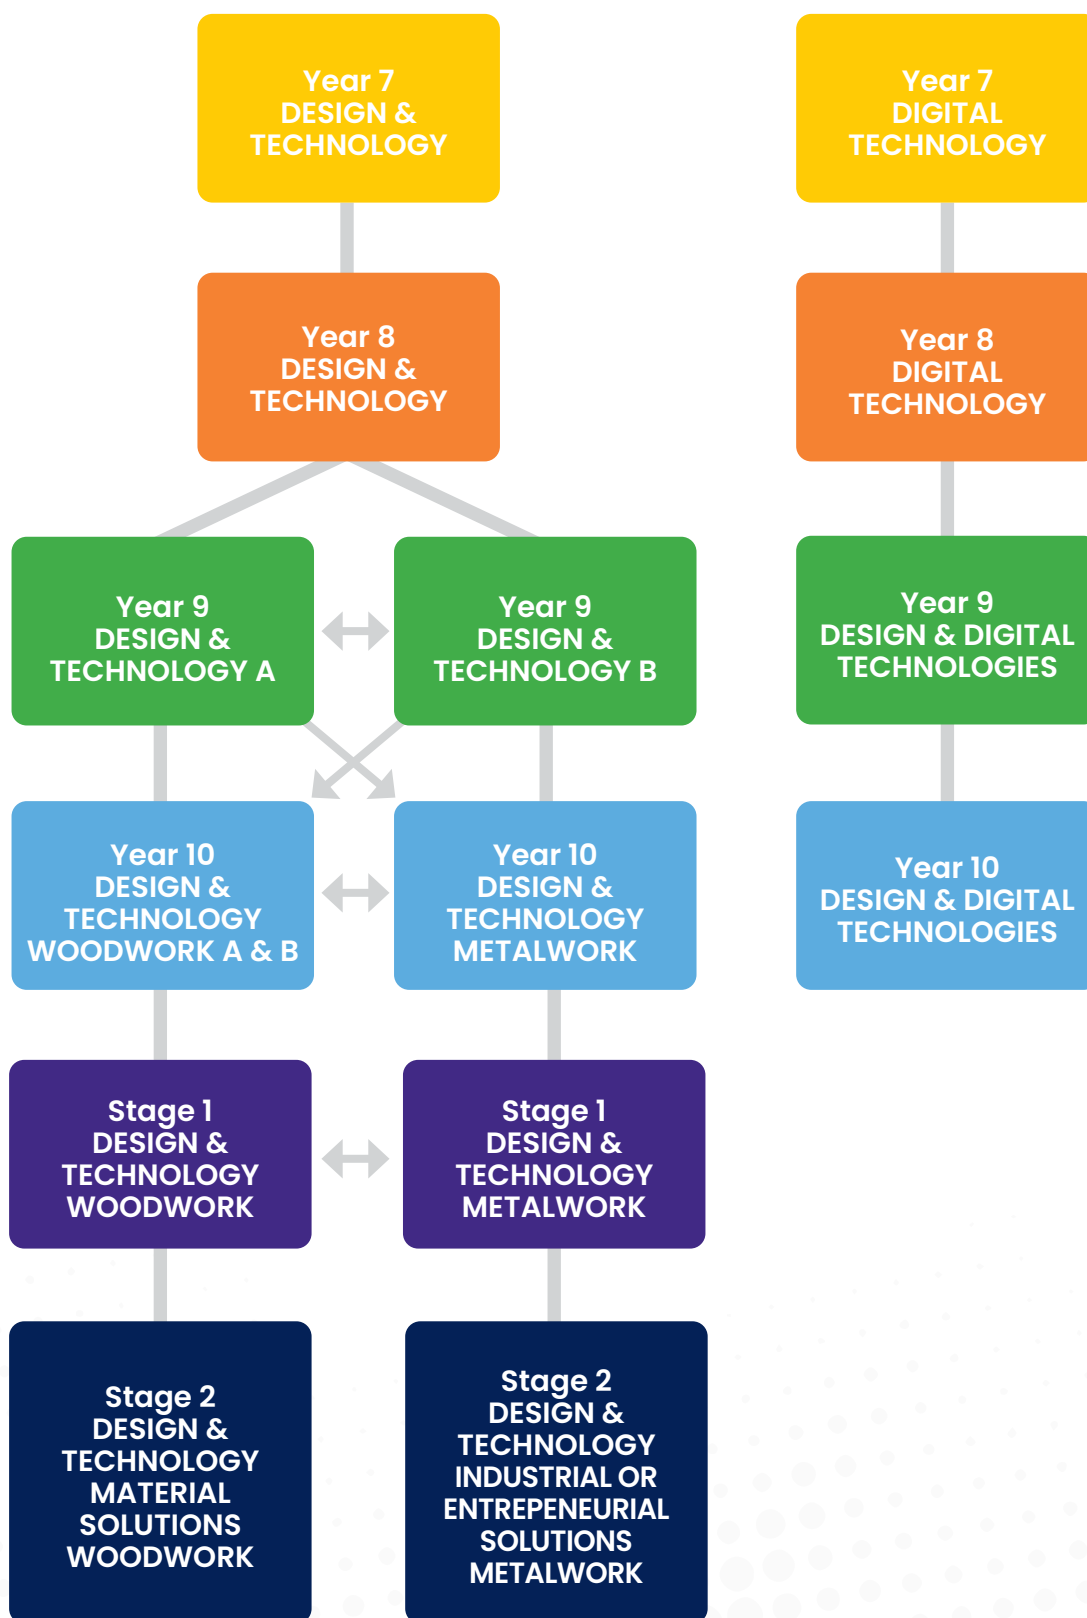 Year 7
DESIGN &
TECHNOLOGY
Year 7
DIGITAL
TECHNOLOGY
Year 8
DESIGN &
TECHNOLOGY
Year 8
DIGITAL
TECHNOLOGY
Year 9
DESIGN &
TECHNOLOGY A
Year 9
DESIGN &
TECHNOLOGY B
Year 9
DESIGN & DIGITAL
TECHNOLOGIES
Year 10
DESIGN &
TECHNOLOGY
WOODWORK A & B
Year 10
DESIGN &
TECHNOLOGY
METALWORK
Year 10
DESIGN & DIGITAL
TECHNOLOGIES
Stage 1
DESIGN &
TECHNOLOGY
WOODWORK
Stage 1
DESIGN &
TECHNOLOGY
METALWORK
Stage 2
DESIGN &
TECHNOLOGY
MATERIAL
SOLUTIONS
WOODWORK
Stage 2
DESIGN &
TECHNOLOGY
INDUSTRIAL OR
ENTREPENEURIAL
SOLUTIONS
METALWORK